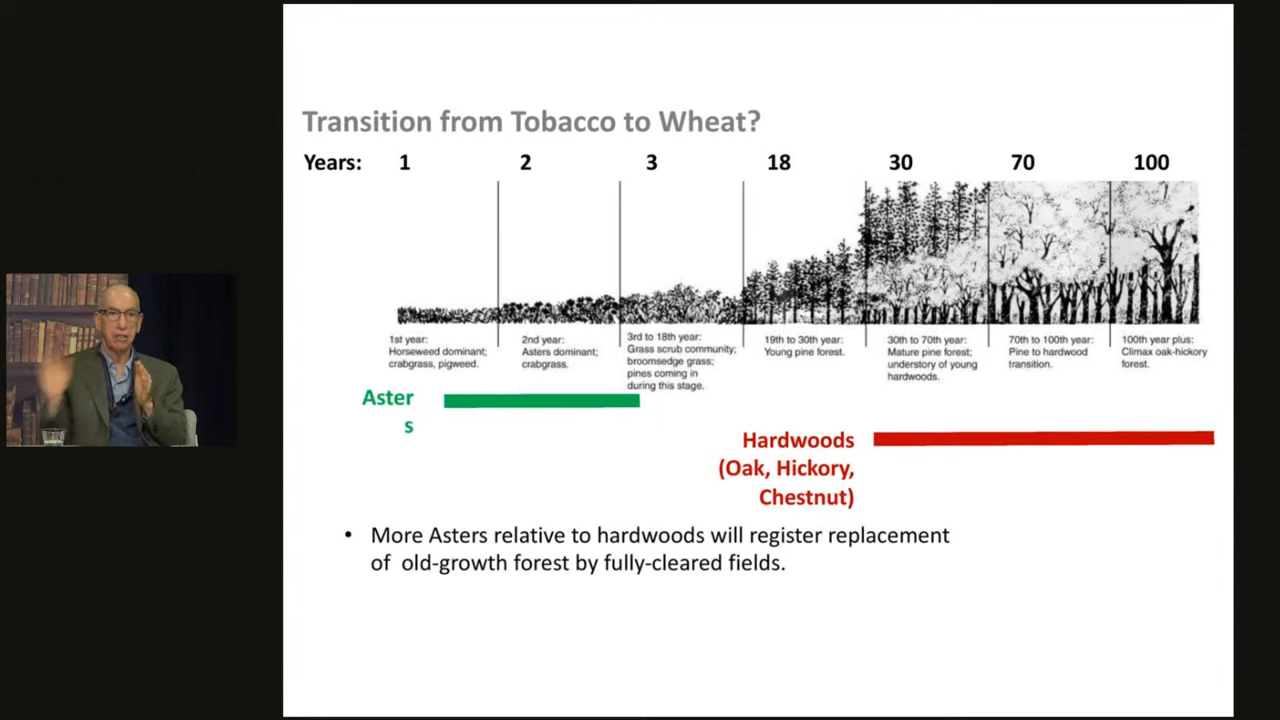 Transition from Tobacco to Wheat?
Years: 1 2 3 18 30 70 100
1st year:
Horseweed dominant;
crabgrass, pigweed.
2nd year:
Asters dominant;
crabgrass.
3rd to 18th year:
Grass scrub community;
broomsedge grass;
pines coming in
during this stage.
19th to 30th year:
Young pine forest.
30th to 70th year:
Mature pine forest;
understory of young
hardwoods.
70th to 100th year:
Pine to hardwood
transition.
100th year plus:
Climax oak-hickory
forest.
Aster
s
Hardwoods
(Oak, Hickory,
Chestnut)
• More Asters relative to hardwoods will register replacement
of old-growth forest by fully-cleared fields.